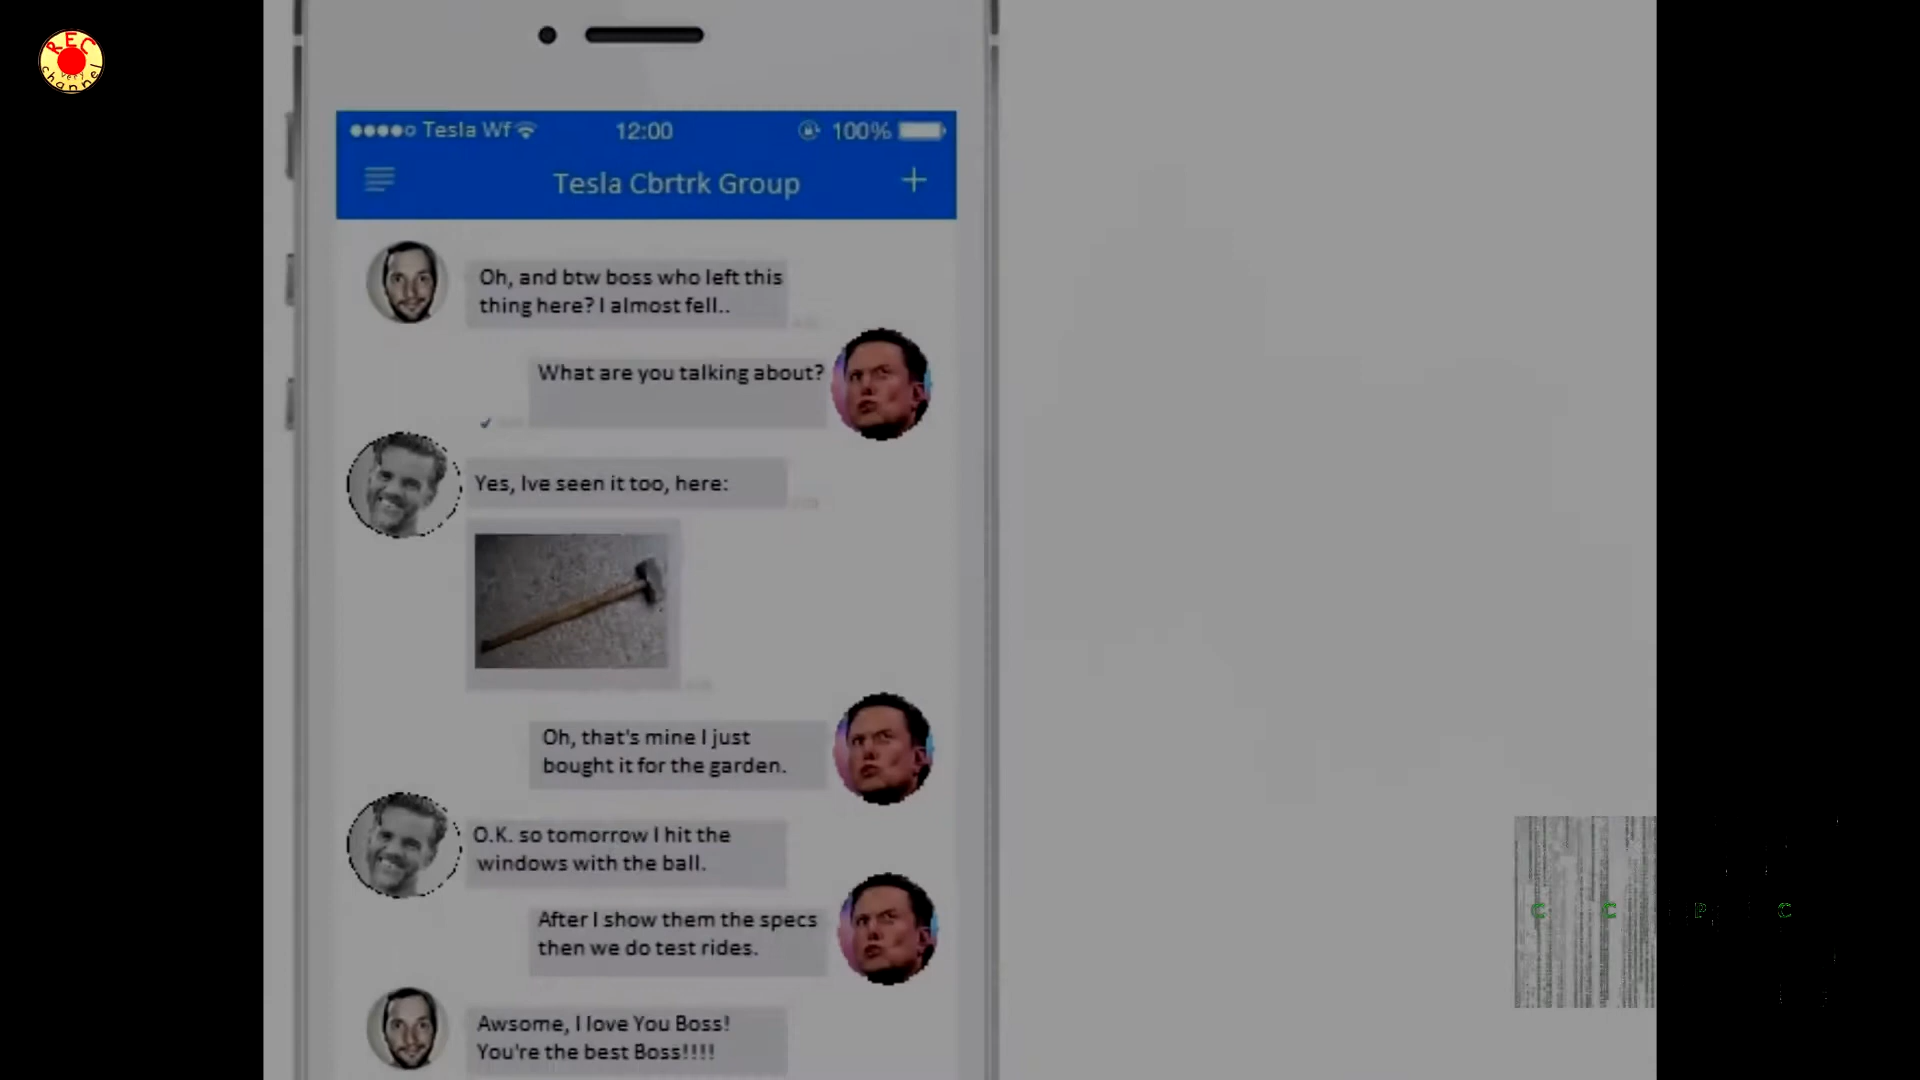 REC
very
channel
Tesla Wf
12:00
100%
Tesla Cbrtrk Group
Oh, and btw boss who left this
thing here? I almost fell..
What are you talking about?
Yes, Ive seen it too, here:
Oh, that's mine I just
bought it for the garden.
O.K. so tomorrow I hit the
windows with the ball.
After I show them the specs
then we do test rides.
Awsome, I love You Boss!
You're the best Boss!!!!
C C P C